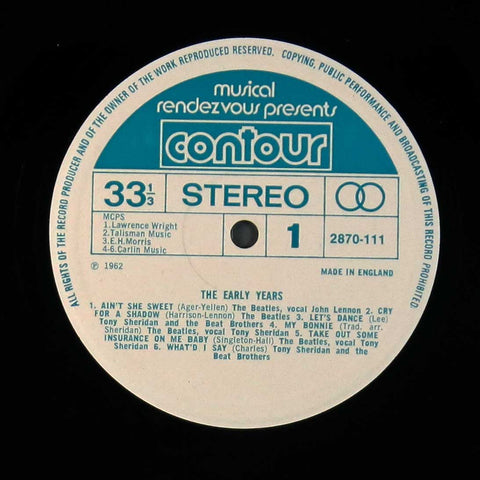 ALL RIGHTS OF THE RECORD PRODUCER AND OF THE OWNER OF THE WORK REPRODUCED RESERVED. COPYING, PUBLIC PERFORMANCE AND BROADCASTING OF THIS RECORD PROHIBITED
musical
rendezvous presents
contour
33 1/3
STEREO
MCPS
1.Lawrence Wright
2.Talisman Music
3.E.H.Morris
4-6.Carlin Music
1
2870-111
℗ 1962
MADE IN ENGLAND
THE EARLY YEARS
1. AIN'T SHE SWEET (Ager-Yellen) The Beatles, vocal John Lennon 2. CRY
FOR A SHADOW (Harrison-Lennon) The Beatles 3. LET'S DANCE (Lee)
Tony Sheridan and the Beat Brothers 4. MY BONNIE (Trad. arr.
Sheridan) The Beatles, vocal Tony Sheridan 5. TAKE OUT SOME
INSURANCE ON ME BABY (Singleton-Hall) The Beatles, vocal Tony
Sheridan 6. WHAT'D I SAY (Charles) Tony Sheridan and the
Beat Brothers